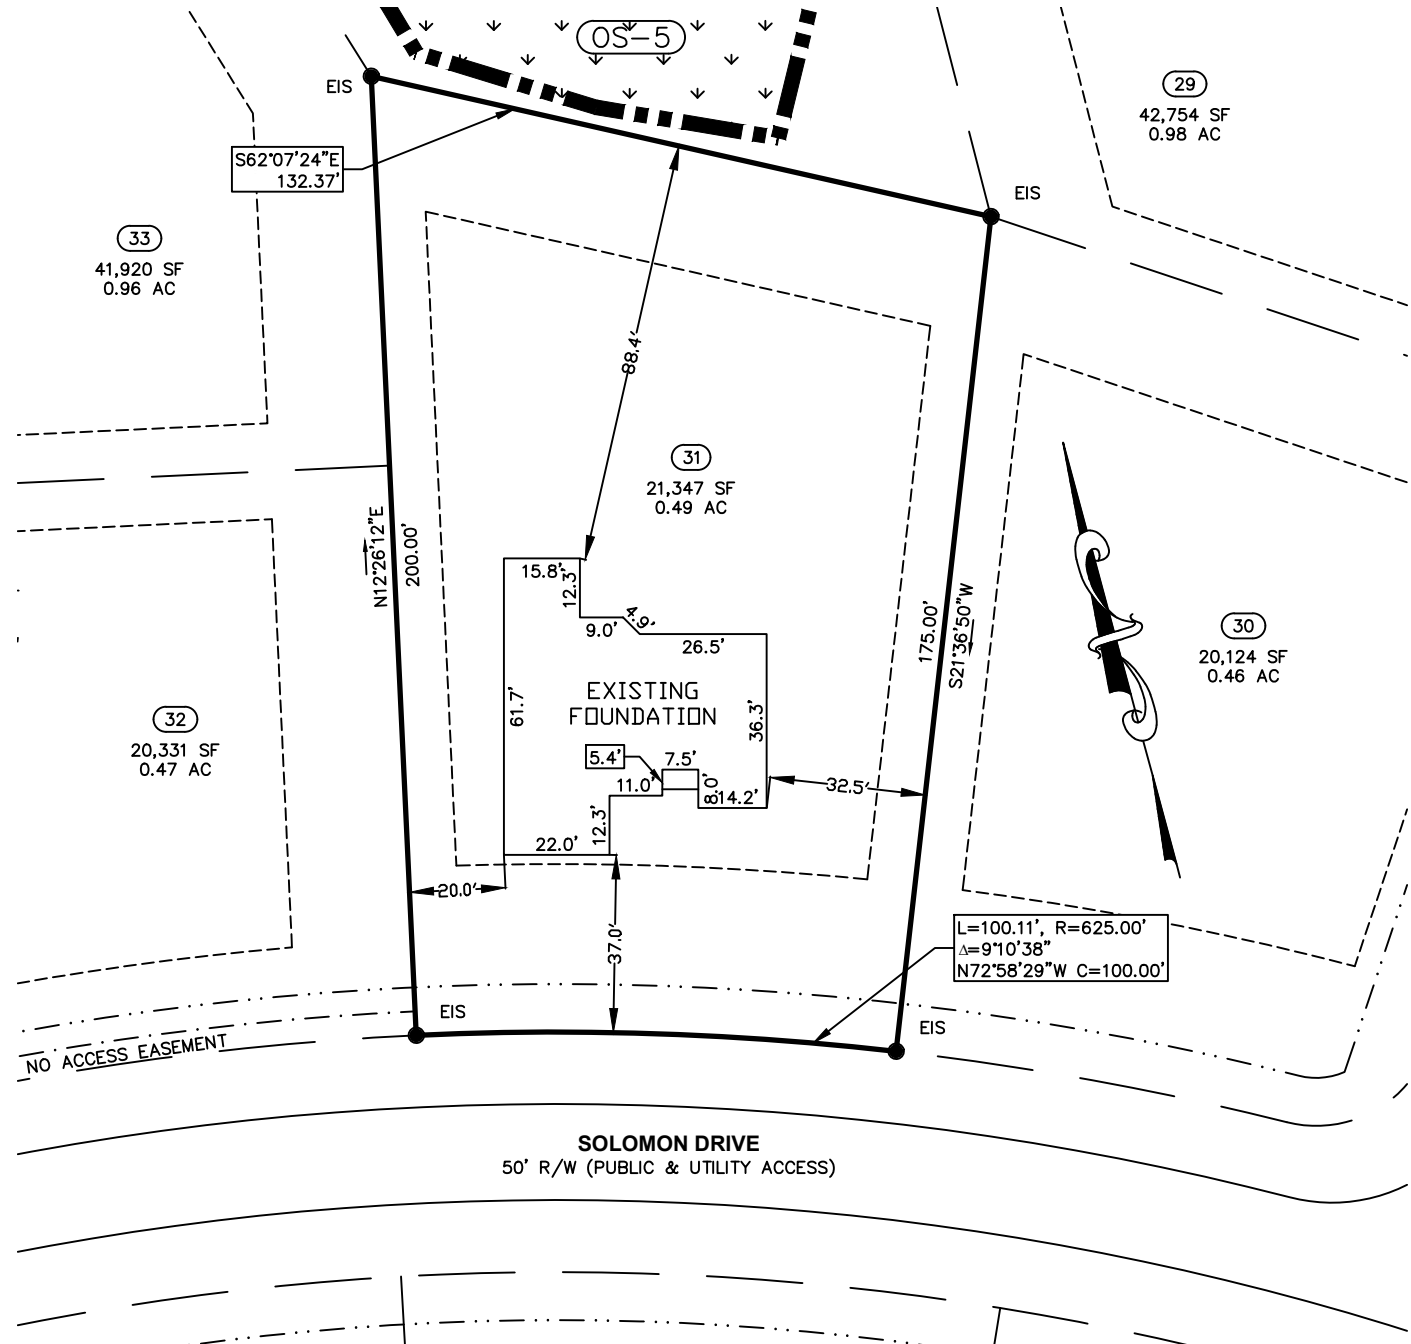 OS-5
EIS
29
42,754 SF
0.98 AC
S62°07'24"E
132.37'
EIS
33
41,920 SF
0.96 AC
88.4'
31
21,347 SF
0.49 AC
N12°26'12"E
200.00'
15.8'
12.3'
9.0'
4.9'
26.5'
175.00'
S21°36'50"W
30
20,124 SF
0.46 AC
EXISTING
FOUNDATION
61.7'
36.3'
32
20,331 SF
0.47 AC
5.4'
7.5'
11.0'
8.0'
14.2'
32.5'
12.3'
22.0'
20.0'
37.0'
L=100.11', R=625.00'
Δ=9°10'38"
N72°58'29"W C=100.00'
EIS
EIS
NO ACCESS EASEMENT
SOLOMON DRIVE
50' R/W (PUBLIC & UTILITY ACCESS)